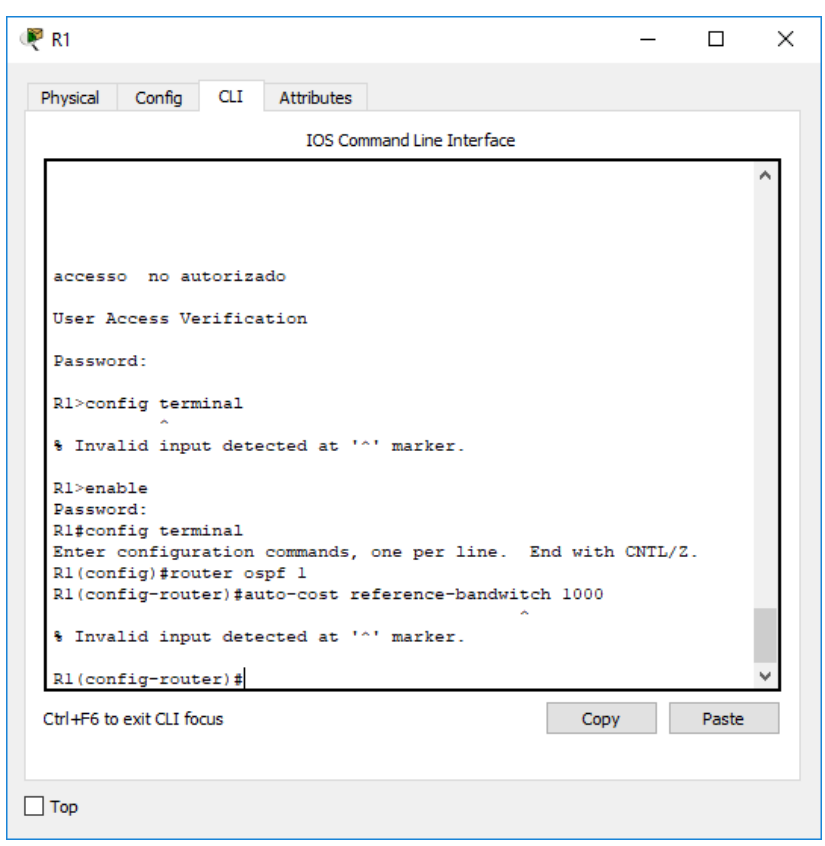 R1
Physical Config CLI Attributes
IOS Command Line Interface
accesso  no autorizado
User Access Verification
Password:
R1>config terminal
^
% Invalid input detected at '^' marker.
R1>enable
Password:
R1#config terminal
Enter configuration commands, one per line.  End with CNTL/Z.
R1(config)#router ospf 1
R1(config-router)#auto-cost reference-bandwitch 1000
^
% Invalid input detected at '^' marker.
R1(config-router)#
Ctrl+F6 to exit CLI focus
Copy Paste
Top